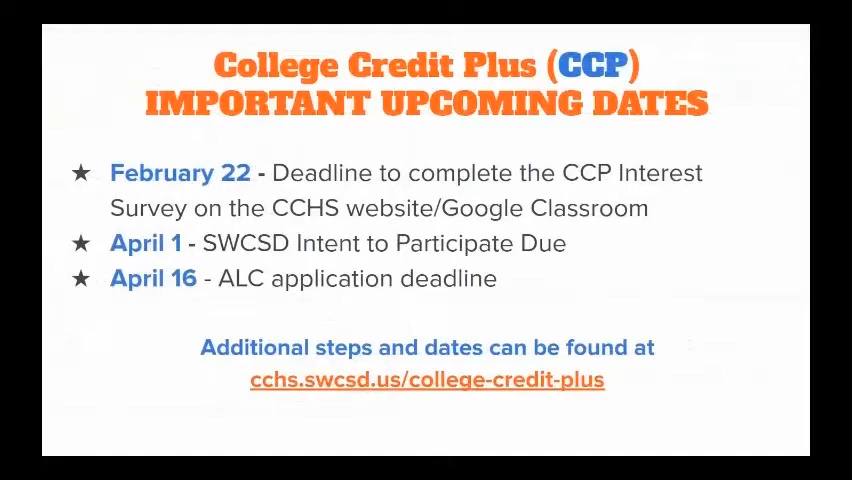 College Credit Plus (CCP)
IMPORTANT UPCOMING DATES
★ February 22 - Deadline to complete the CCP Interest
Survey on the CCHS website/Google Classroom
★ April 1 - SWCSD Intent to Participate Due
★ April 16 - ALC application deadline
Additional steps and dates can be found at
cchs.swcsd.us/college-credit-plus